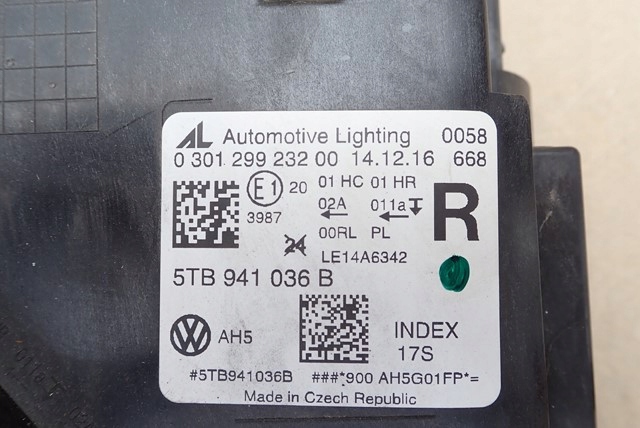 AL Automotive Lighting 0058
0 301 299 232 00 14.12.16 668
E1 20 01 HC 01 HR R
3987 02A 011a
00RL PL
24 LE14A6342
5TB 941 036 B
VW AH5 INDEX
17S
#5TB941036B ###*900 AH5G01FP*=
Made in Czech Republic